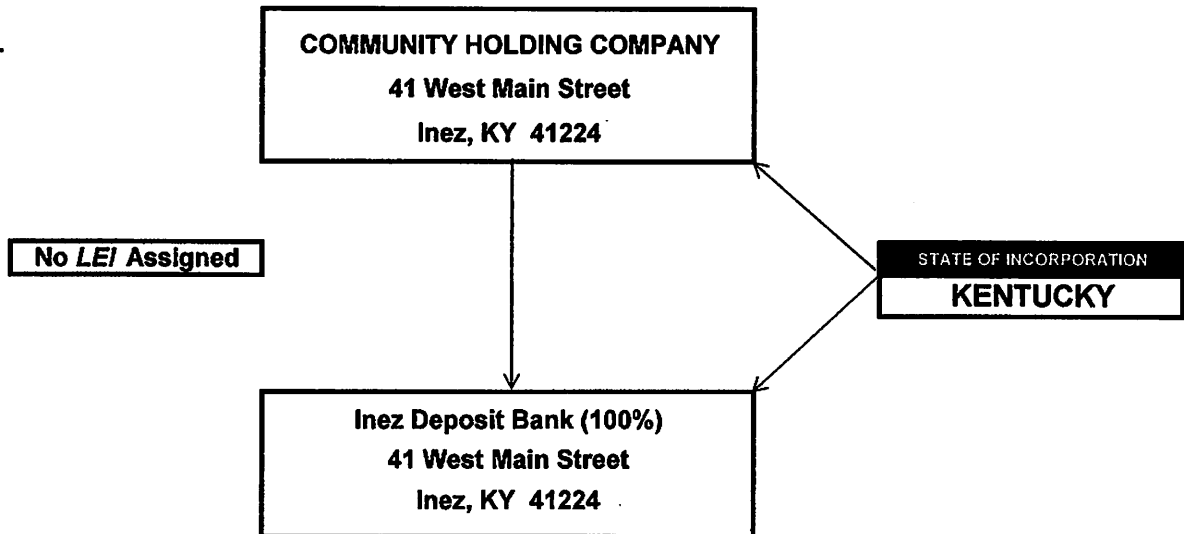 COMMUNITY HOLDING COMPANY
41 West Main Street
Inez, KY 41224
No LEI Assigned
STATE OF INCORPORATION
KENTUCKY
Inez Deposit Bank (100%)
41 West Main Street
Inez, KY 41224